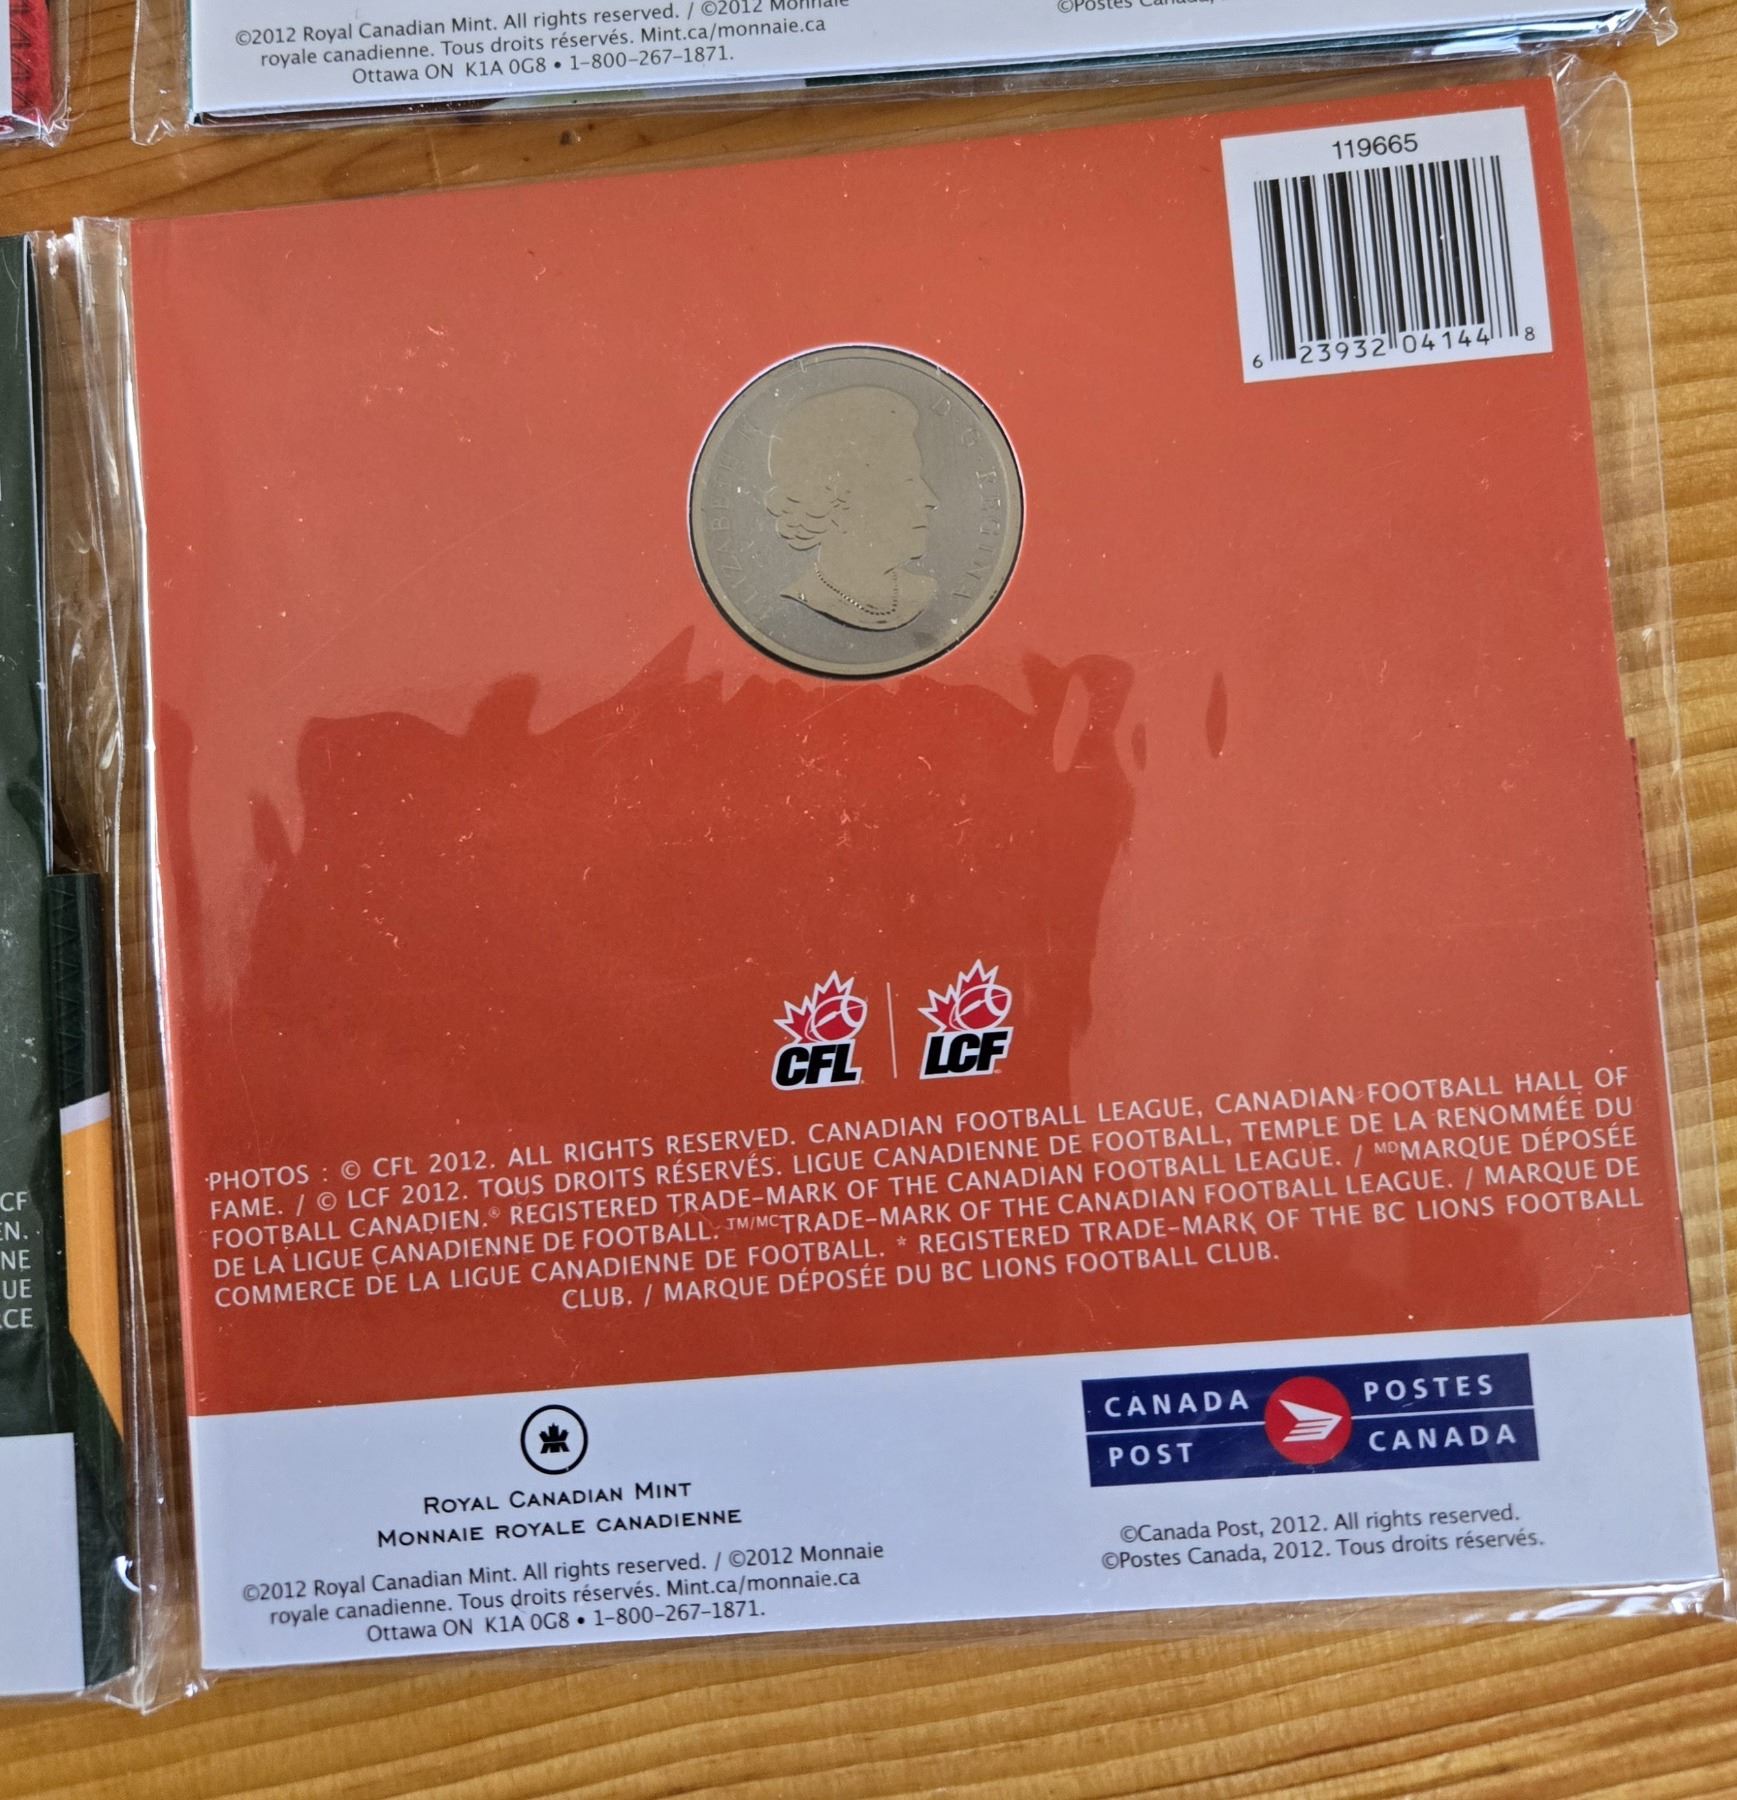 ©2012 Royal Canadian Mint. All rights reserved. / ©2012 Monnaie
royale canadienne. Tous droits réservés. Mint.ca/monnaie.ca
Ottawa ON K1A 0G8 • 1-800-267-1871.
©Postes Canada,
119665
6 23932 04144 8
ELIZABETH II D·G·REGINA
CFL LCF
PHOTOS : © CFL 2012. ALL RIGHTS RESERVED. CANADIAN FOOTBALL LEAGUE, CANADIAN FOOTBALL HALL OF
FAME. / © LCF 2012. TOUS DROITS RÉSERVÉS. LIGUE CANADIENNE DE FOOTBALL, TEMPLE DE LA RENOMMÉE DU
FOOTBALL CANADIEN.® REGISTERED TRADE-MARK OF THE CANADIAN FOOTBALL LEAGUE. / MDMARQUE DÉPOSÉE
DE LA LIGUE CANADIENNE DE FOOTBALL. TM/MCTRADE-MARK OF THE CANADIAN FOOTBALL LEAGUE. / MARQUE DE
COMMERCE DE LA LIGUE CANADIENNE DE FOOTBALL. * REGISTERED TRADE-MARK OF THE BC LIONS FOOTBALL
CLUB. / MARQUE DÉPOSÉE DU BC LIONS FOOTBALL CLUB.
CF
EN.
NE
UE
CE
ROYAL CANADIAN MINT
MONNAIE ROYALE CANADIENNE
©2012 Royal Canadian Mint. All rights reserved. / ©2012 Monnaie
royale canadienne. Tous droits réservés. Mint.ca/monnaie.ca
Ottawa ON K1A 0G8 • 1-800-267-1871.
CANADA POSTES
POST CANADA
©Canada Post, 2012. All rights reserved.
©Postes Canada, 2012. Tous droits réservés.